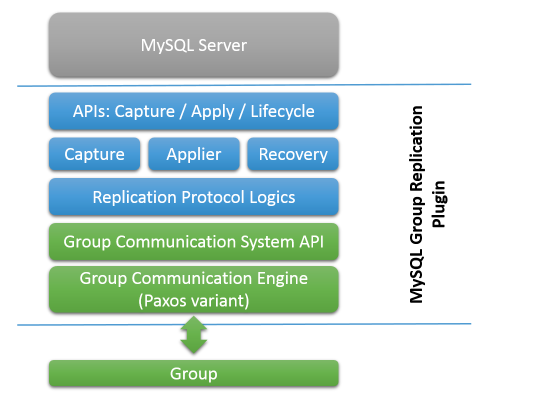 MySQL Server
APIs: Capture / Apply / Lifecycle
Capture
Applier
Recovery
Replication Protocol Logics
Group Communication System API
Group Communication Engine
(Paxos variant)
Group
MySQL Group Replication
Plugin